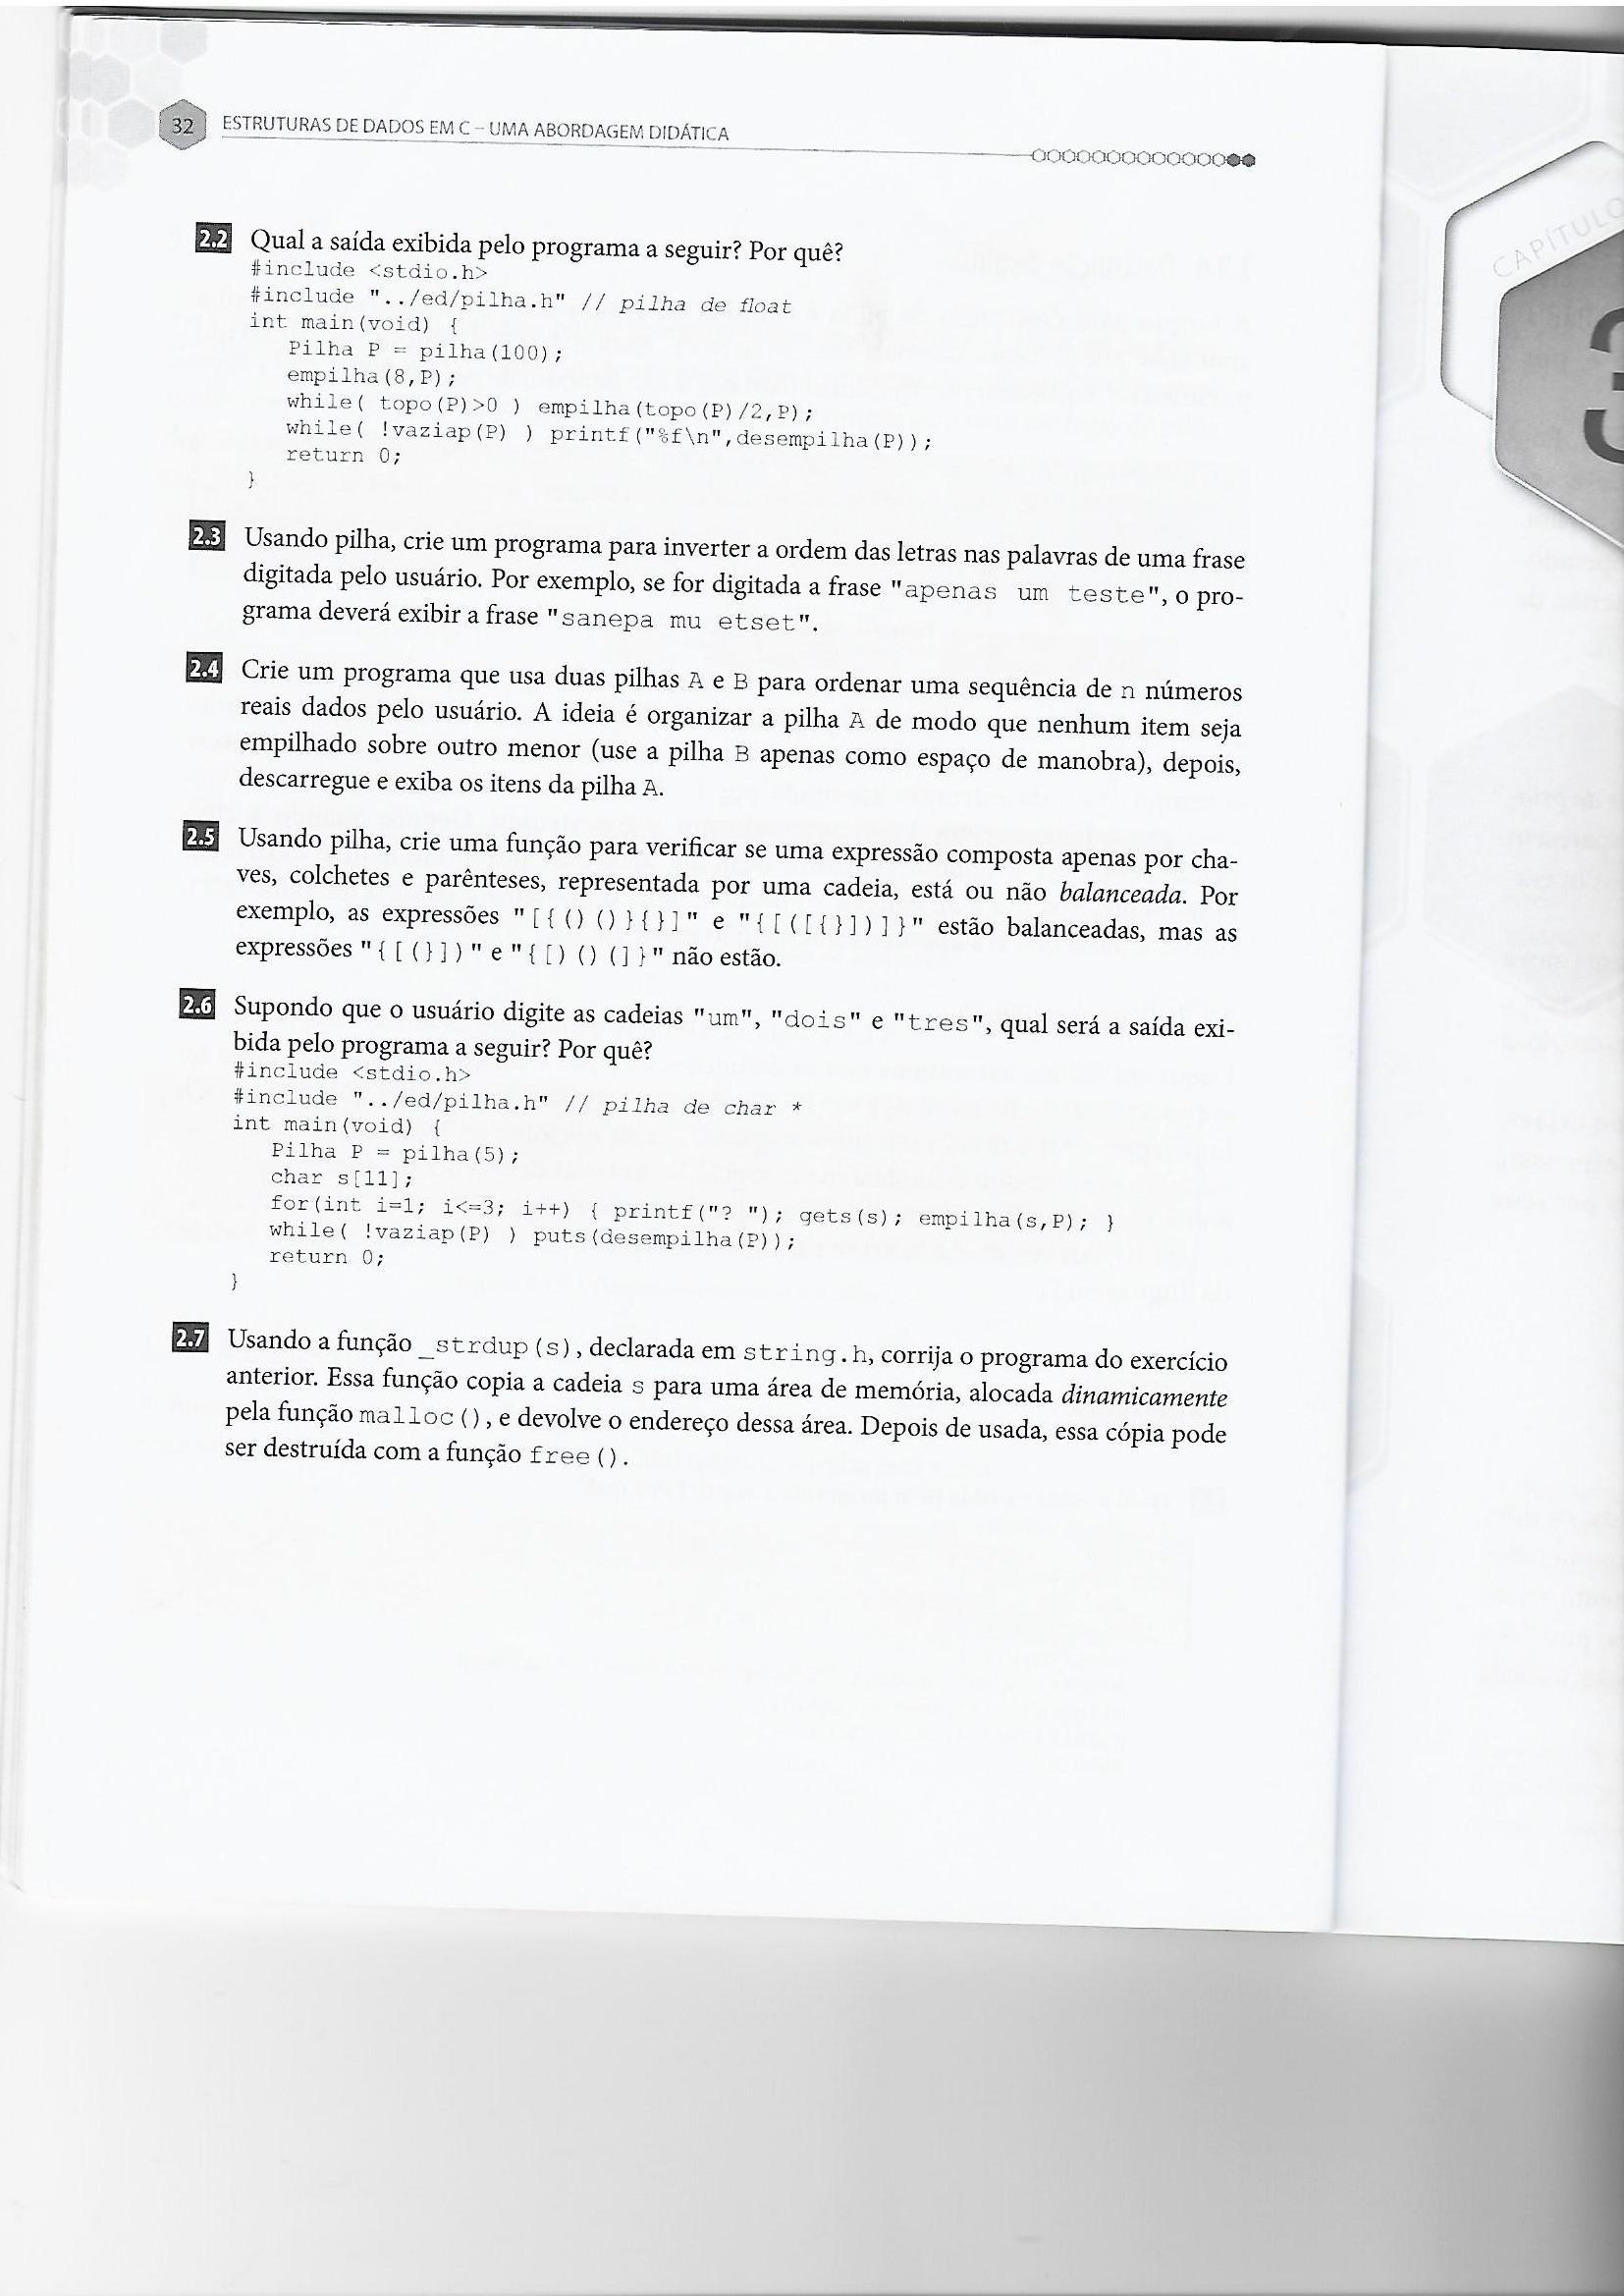 32 ESTRUTURAS DE DADOS EM C – UMA ABORDAGEM DIDÁTICA
CAPÍTULO
3
2.2 Qual a saída exibida pelo programa a seguir? Por quê?
#include <stdio.h>
#include "../ed/pilha.h" // pilha de float
int main(void) {
Pilha P = pilha(100);
empilha(8,P);
while( topo(P)>0 ) empilha(topo(P)/2,P);
while( !vaziap(P) ) printf("%f\n",desempilha(P));
return 0;
}
2.3 Usando pilha, crie um programa para inverter a ordem das letras nas palavras de uma frase
digitada pelo usuário. Por exemplo, se for digitada a frase "apenas um teste", o pro-
grama deverá exibir a frase "sanepa mu etset".
2.4 Crie um programa que usa duas pilhas A e B para ordenar uma sequência de n números
reais dados pelo usuário. A ideia é organizar a pilha A de modo que nenhum item seja
empilhado sobre outro menor (use a pilha B apenas como espaço de manobra), depois,
descarregue e exiba os itens da pilha A.
2.5 Usando pilha, crie uma função para verificar se uma expressão composta apenas por cha-
ves, colchetes e parênteses, representada por uma cadeia, está ou não balanceada. Por
exemplo, as expressões "[{()()}{}]" e "{[([{}])]}" estão balanceadas, mas as
expressões "{[(}])" e "{[)()(]}" não estão.
2.6 Supondo que o usuário digite as cadeias "um", "dois" e "tres", qual será a saída exi-
bida pelo programa a seguir? Por quê?
#include <stdio.h>
#include "../ed/pilha.h" // pilha de char *
int main(void) {
Pilha P = pilha(5);
char s[11];
for(int i=1; i<=3; i++) { printf("? "); gets(s); empilha(s,P); }
while( !vaziap(P) ) puts(desempilha(P));
return 0;
}
2.7 Usando a função _strdup(s), declarada em string.h, corrija o programa do exercício
anterior. Essa função copia a cadeia s para uma área de memória, alocada dinamicamente
pela função malloc(), e devolve o endereço dessa área. Depois de usada, essa cópia pode
ser destruída com a função free().